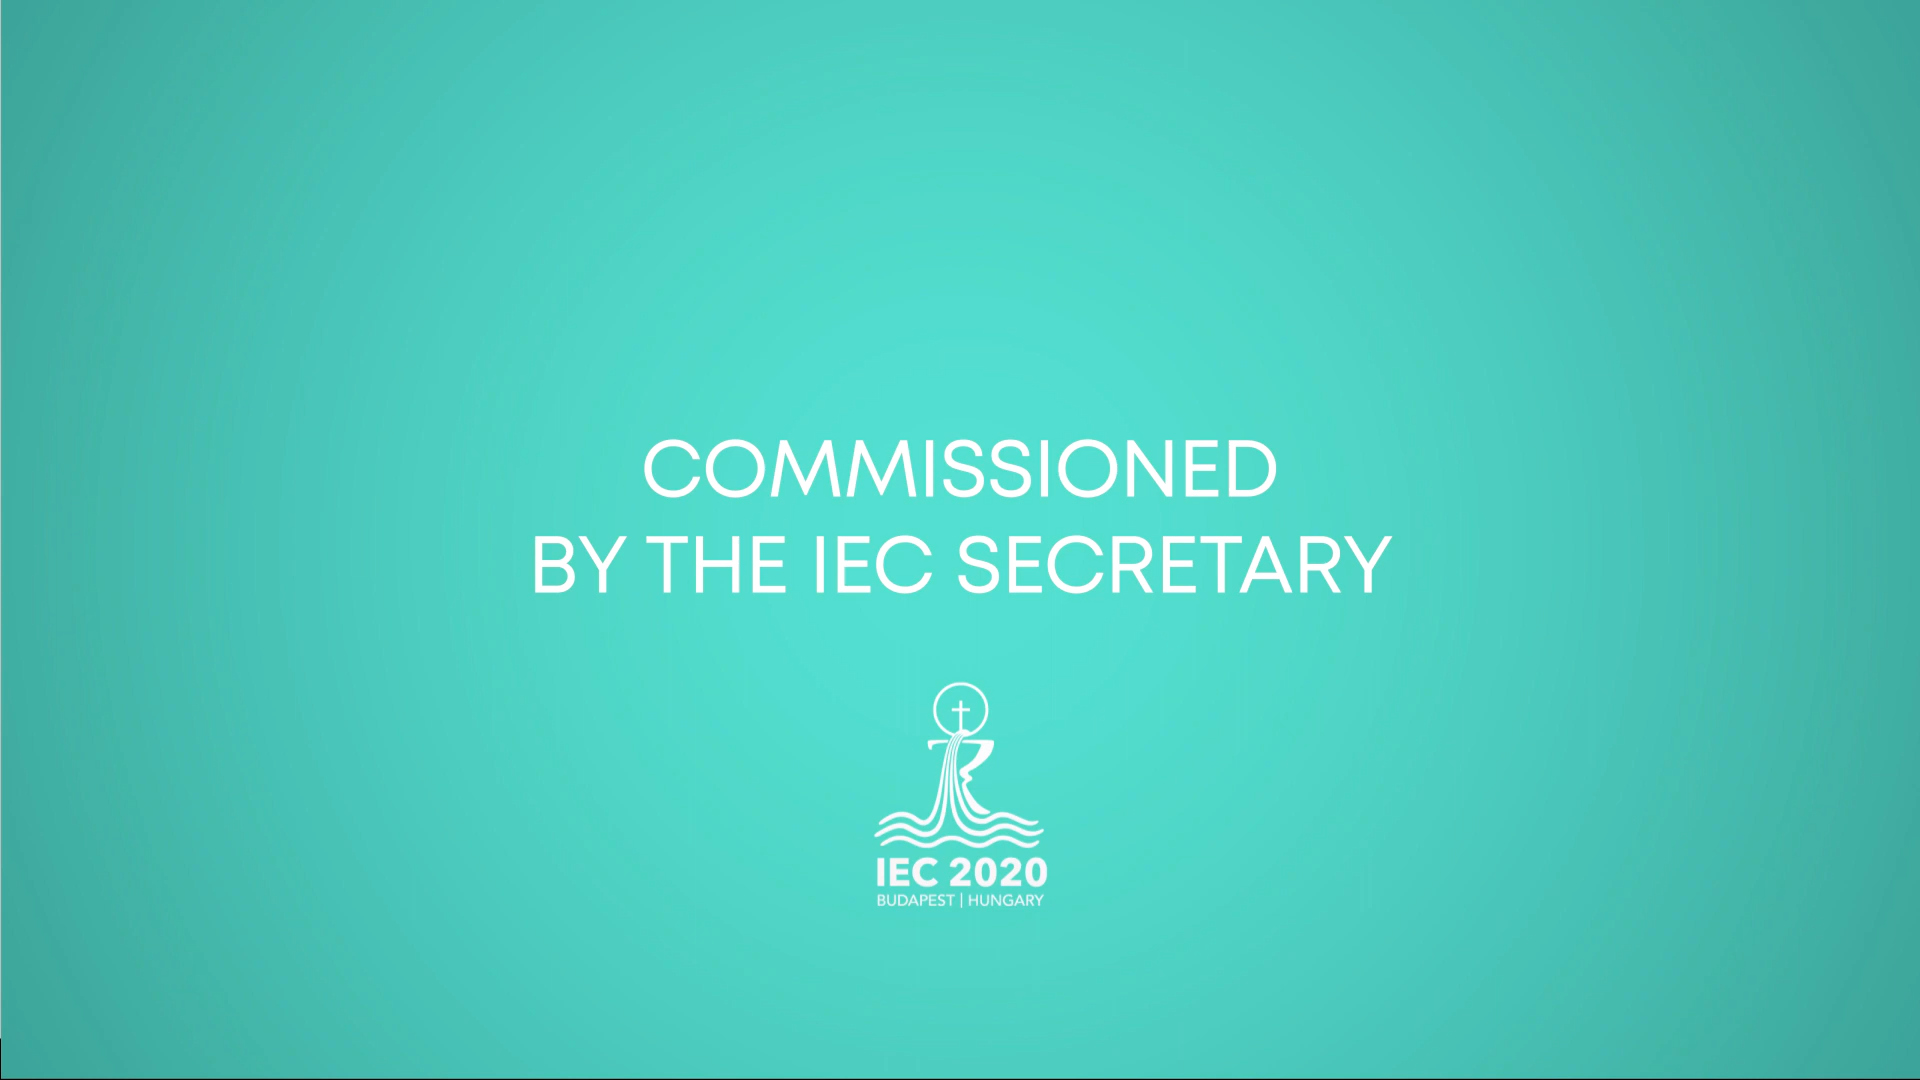 COMMISSIONED
BY THE IEC SECRETARY
IEC 2020
BUDAPEST | HUNGARY